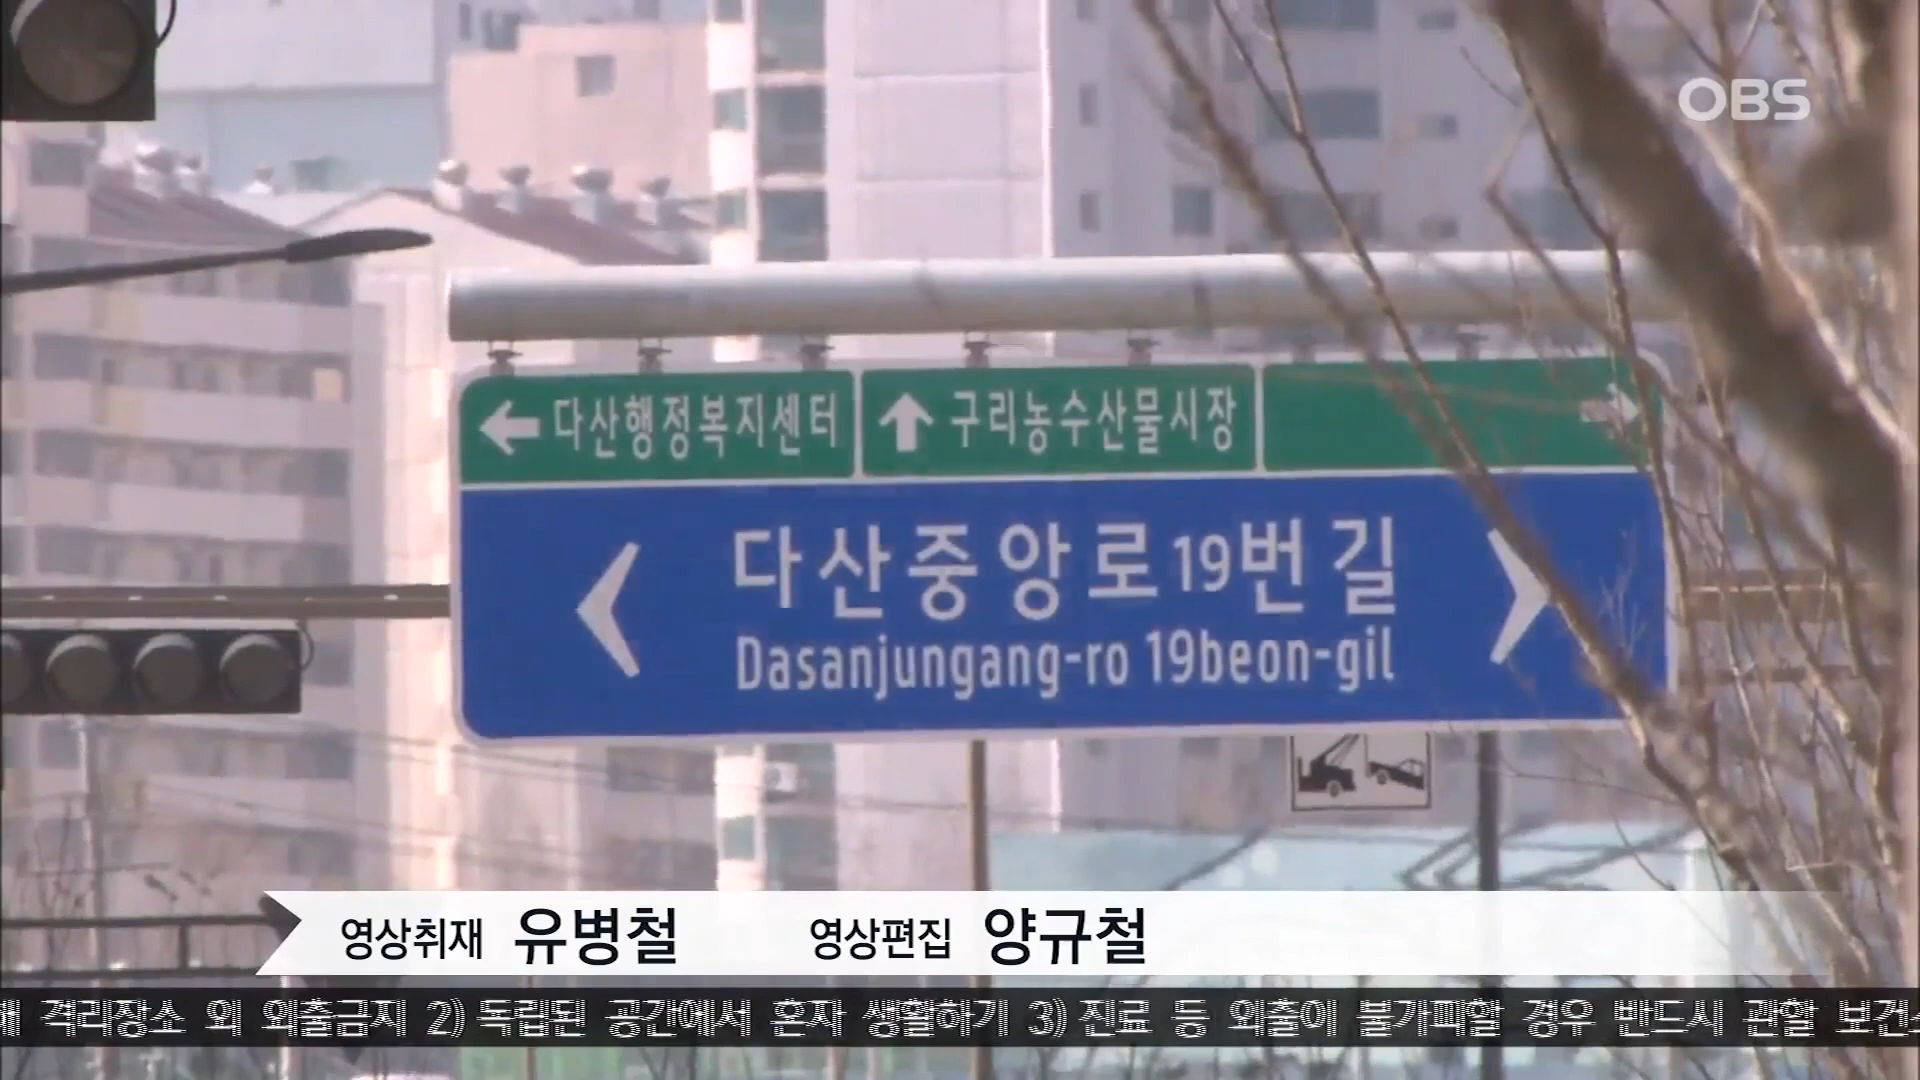 OBS
다산행정복지센터
구리농수산물시장
다산중앙로19번길
Dasanjungang-ro 19beon-gil
영상취재 유병철 영상편집 양규철
격리장소 외 외출금지 2) 독립된 공간에서 혼자 생활하기 3) 진료 등 외출이 불가피할 경우 반드시 관할